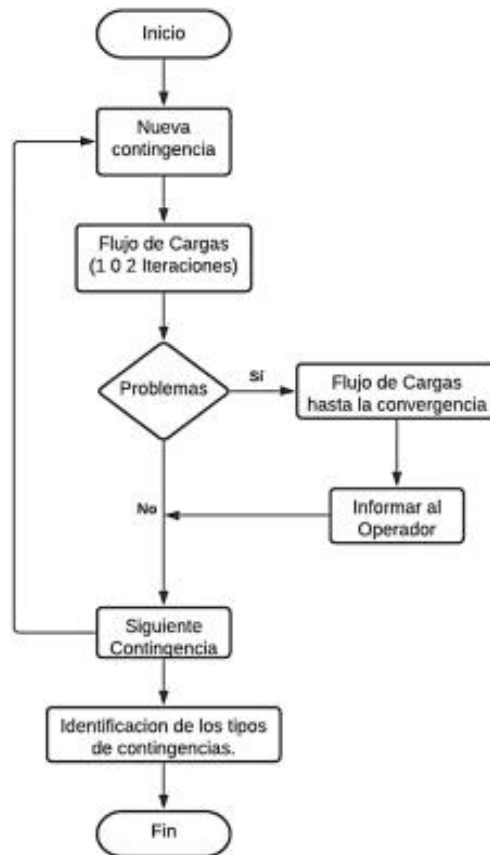 Inicio
Nueva
contingencia
Flujo de Cargas
(1 0 2 Iteraciones)
Problemas
Sí
Flujo de Cargas
hasta la convergencia
Informar al
Operador
No
Siguiente
Contingencia
Identificacion de los tipos
de contingencias.
Fin